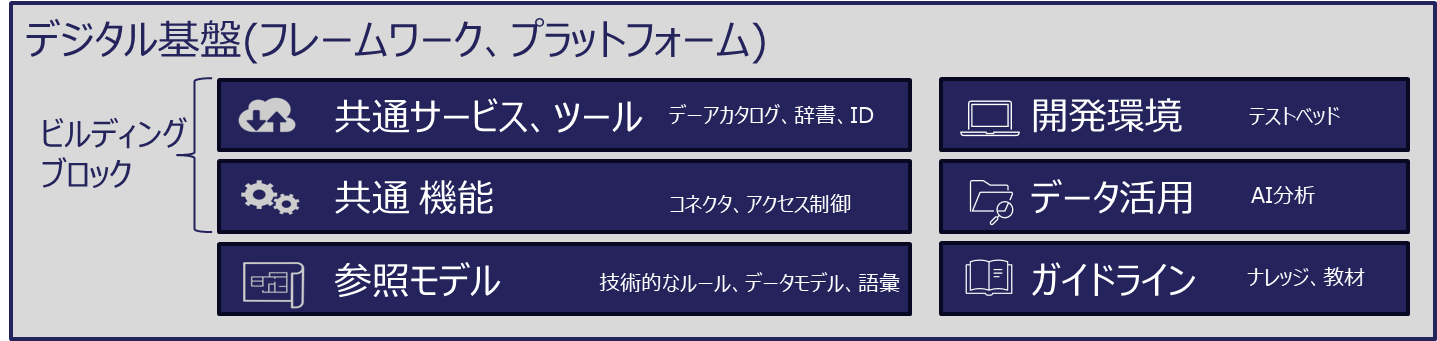 デジタル基盤(フレームワーク、プラットフォーム)
ビルディング
ブロック
共通サービス、ツール データカタログ、辞書、ID
共通 機能 コネクタ、アクセス制御
参照モデル 技術的なルール、データモデル、語彙
開発環境 テストベッド
データ活用 AI分析
ガイドライン ナレッジ、教材